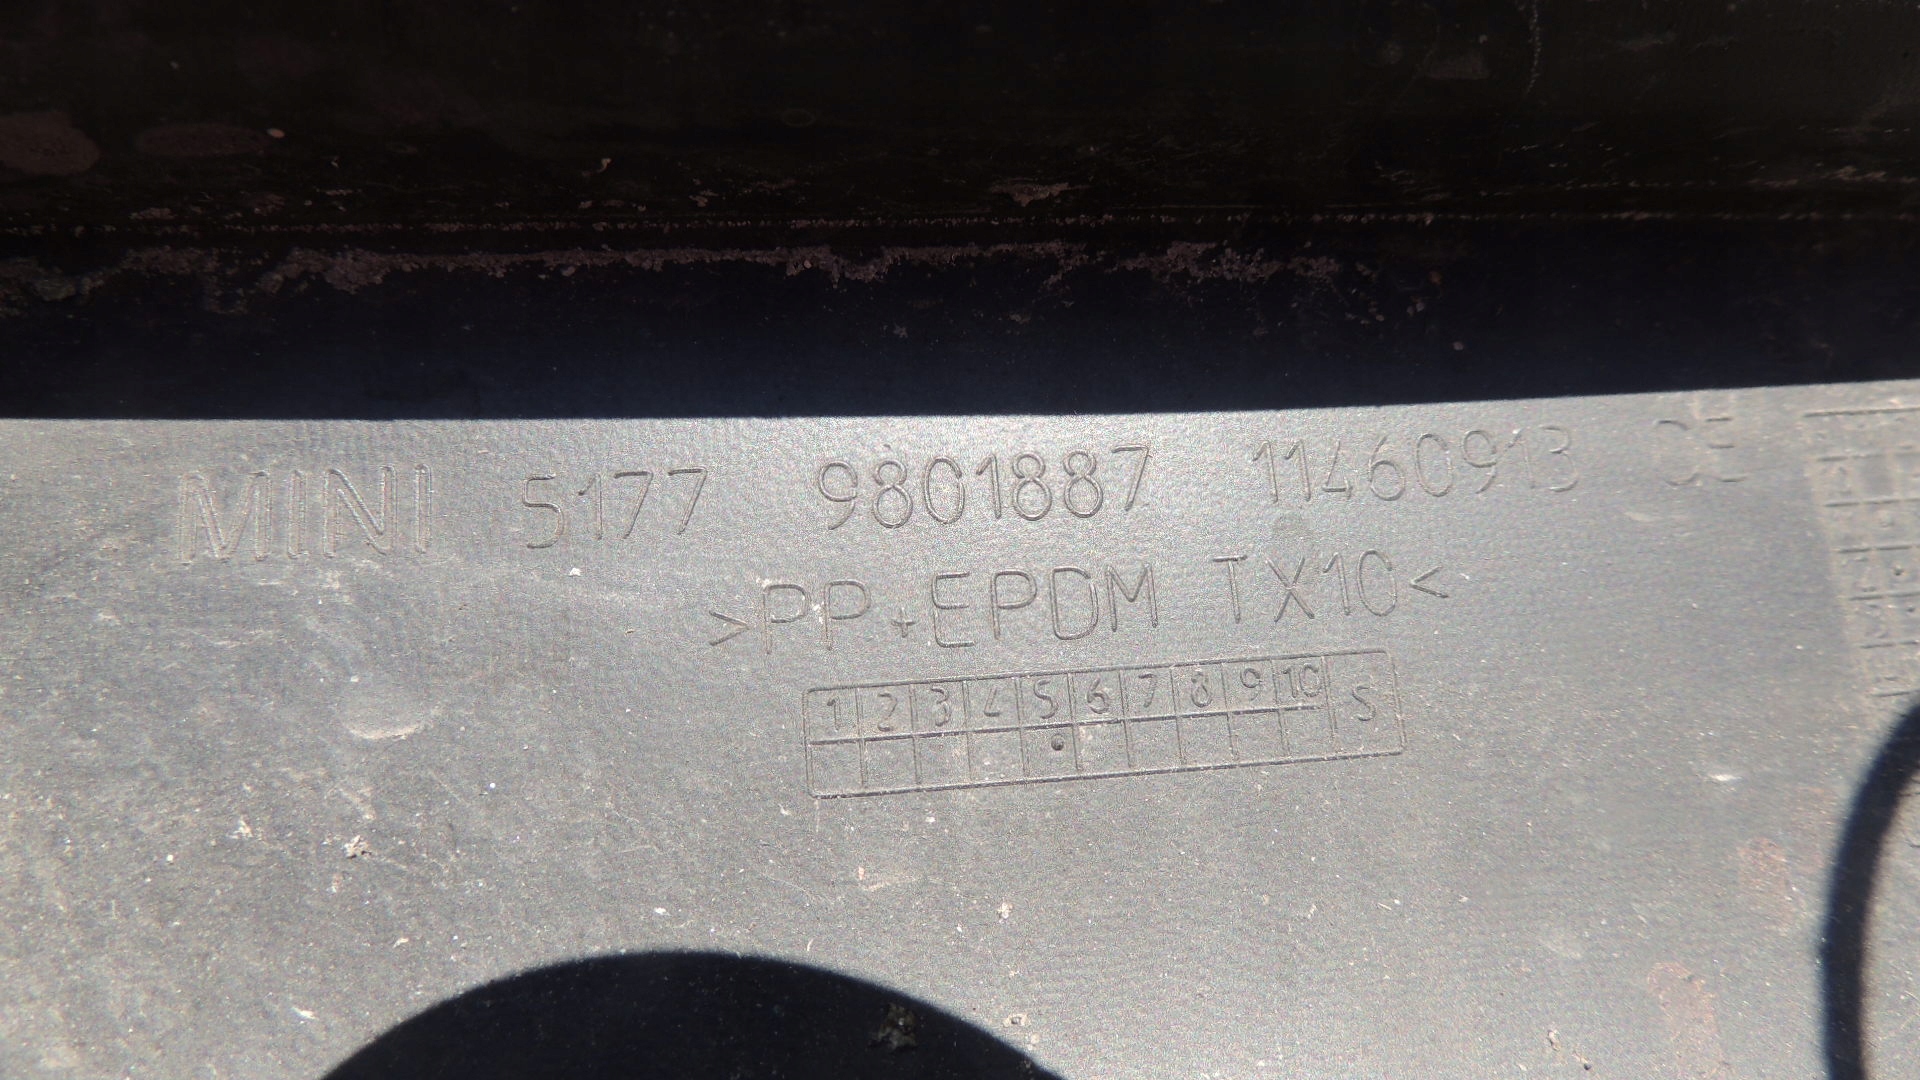 MINI 5177 9801887 11460913
>PP+EPDM TX10<
1 2 3 4 5 6 7 8 9 10 S